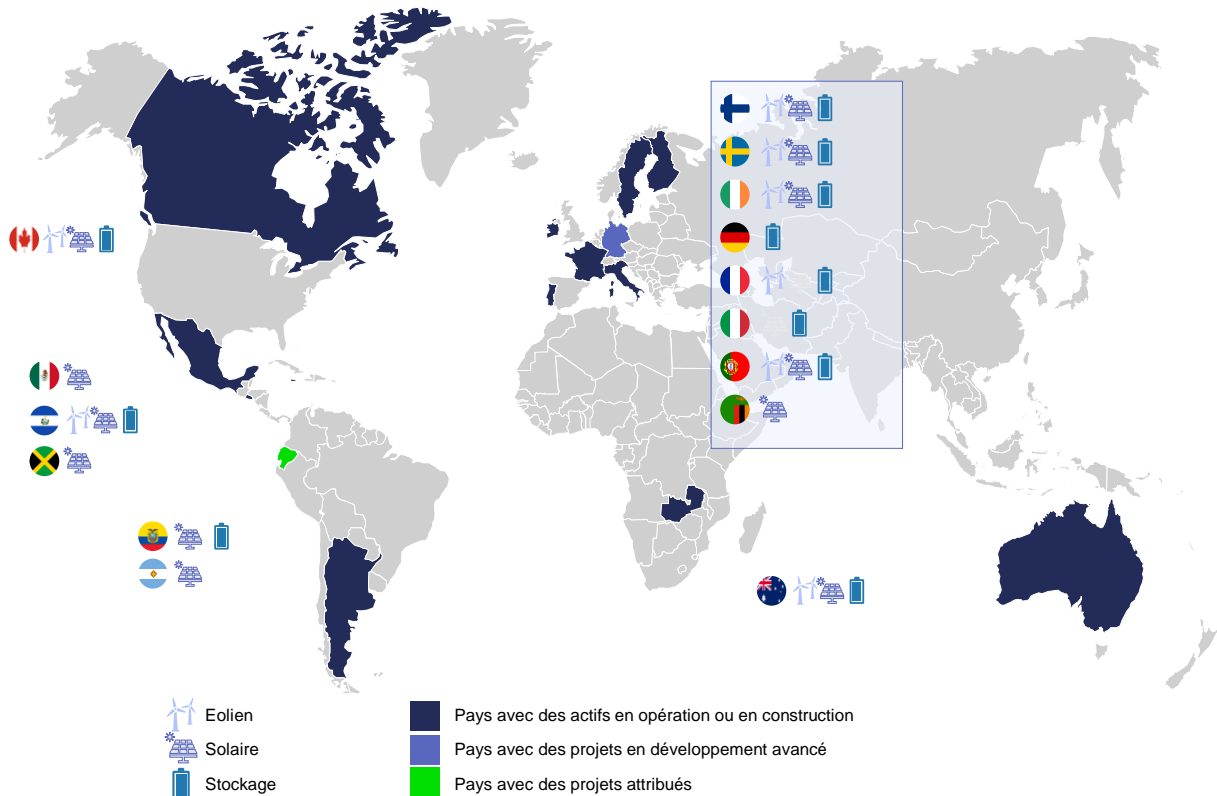 Eolien
Pays avec des actifs en opération ou en construction
Solaire
Pays avec des projets en développement avancé
Stockage
Pays avec des projets attribués